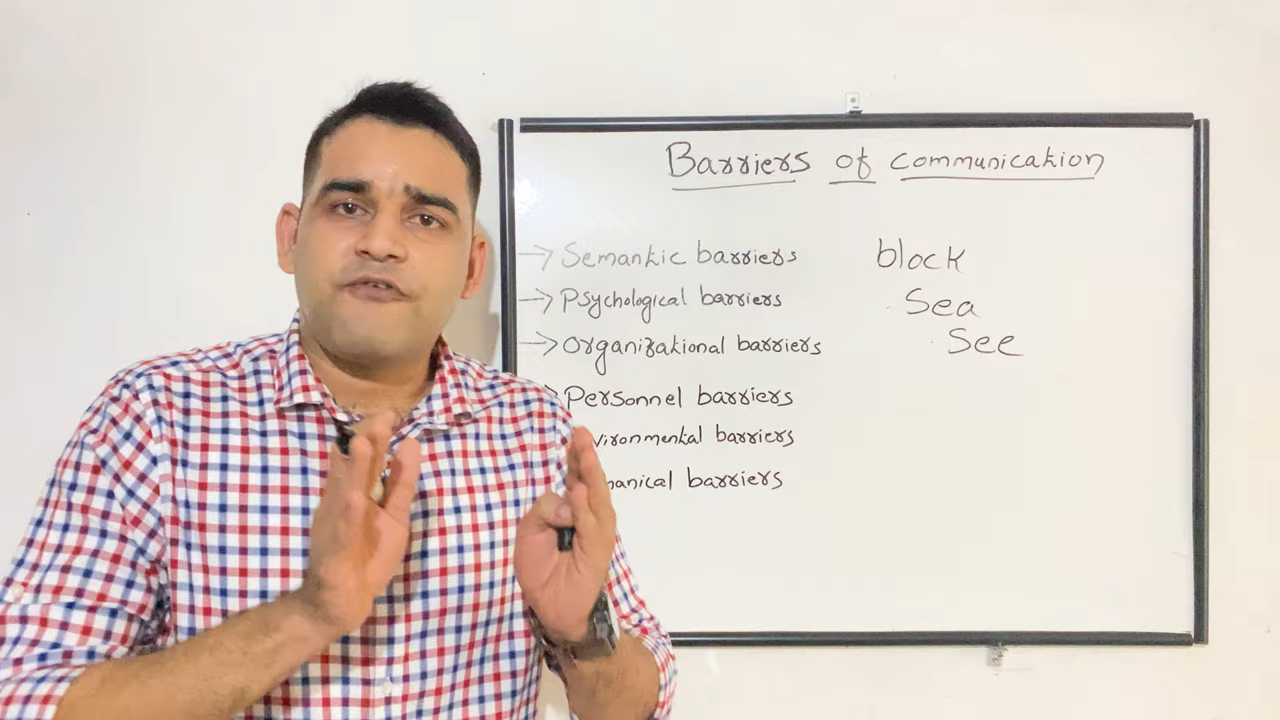 Barriers of communication
→ Semantic barriers block
→ Psychological barriers Sea
→ Organizational barriers See
Personnel barriers
barriers
barriers